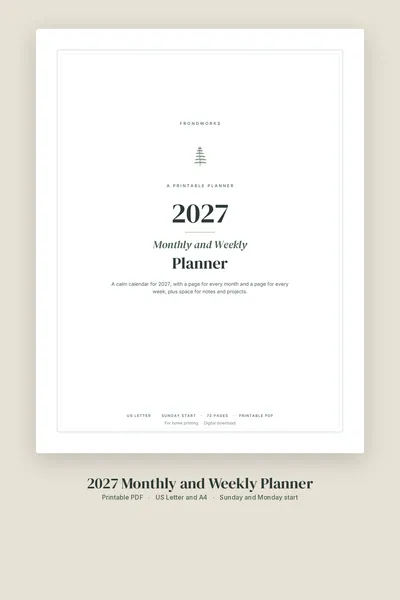 FRONDWORKS
A PRINTABLE PLANNER
2027
Monthly and Weekly
Planner
A calm calendar for 2027, with a page for every month and a page for every
week, plus space for notes and projects.
US LETTER · SUNDAY START · 72 PAGES · PRINTABLE PDF
For home printing · Digital download
2027 Monthly and Weekly Planner
Printable PDF · US Letter and A4 · Sunday and Monday start